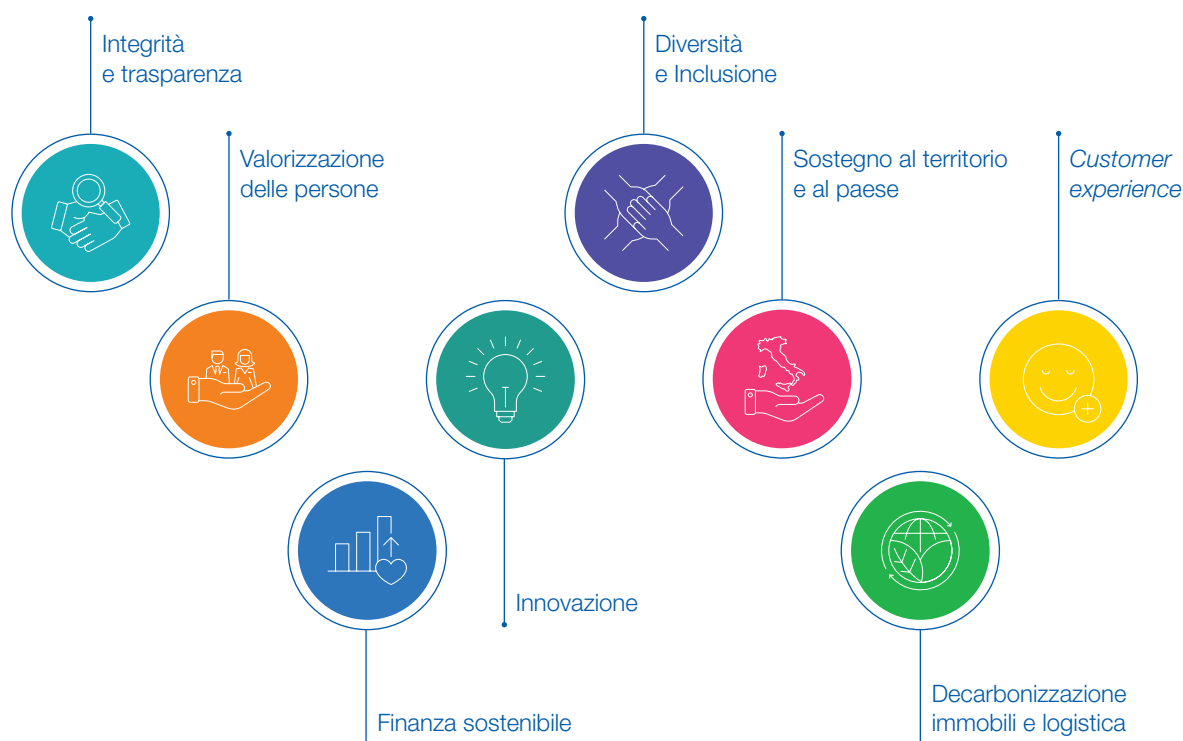 Integrità
e trasparenza
Diversità
e Inclusione
Valorizzazione
delle persone
Sostegno al territorio
e al paese
Customer
experience
Innovazione
Finanza sostenibile
Decarbonizzazione
immobili e logistica